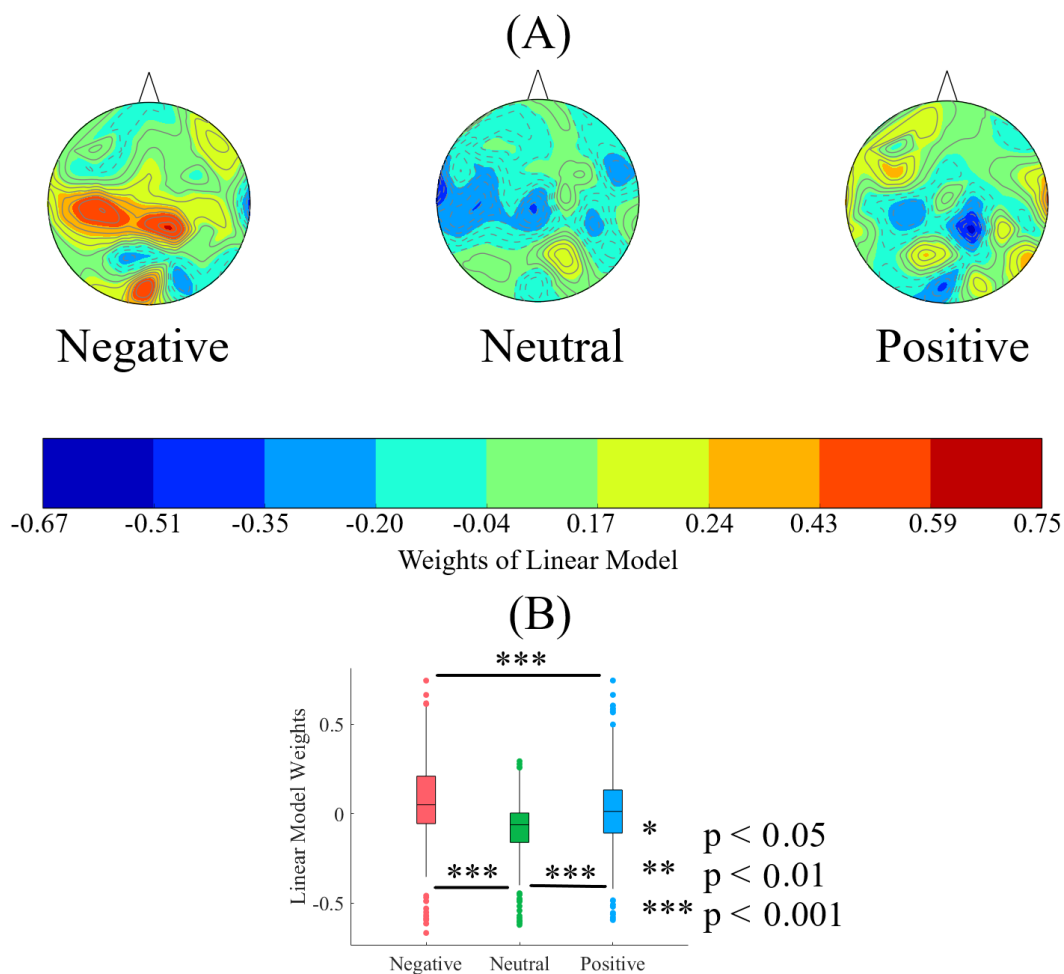 (A)
Negative Neutral Positive
-0.67 -0.51 -0.35 -0.20 -0.04 0.17 0.24 0.43 0.59 0.75
Weights of Linear Model
(B)
***
Linear Model Weights
0.5
0
-0.5
*** ***
* p < 0.05
** p < 0.01
*** p < 0.001
Negative Neutral Positive